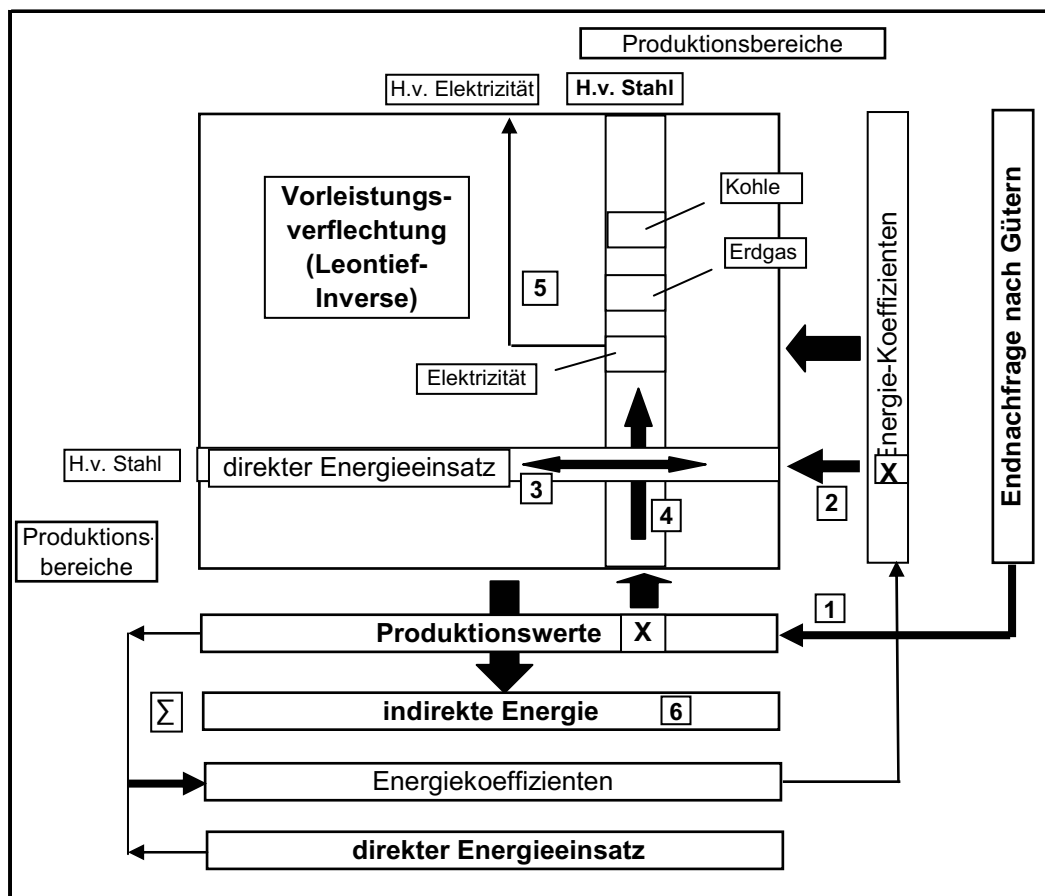 Produktionsbereiche
H.v. Elektrizität
H.v. Stahl
Vorleistungs-
verflechtung
(Leontief-
Inverse)
Kohle
Erdgas
5
Elektrizität
Energie-Koeffizienten
Endnachfrage nach Gütern
H.v. Stahl
direkter Energieeinsatz
X
3
2
4
Produktions-
bereiche
1
Produktionswerte
X
∑
indirekte Energie
6
Energiekoeffizienten
direkter Energieeinsatz